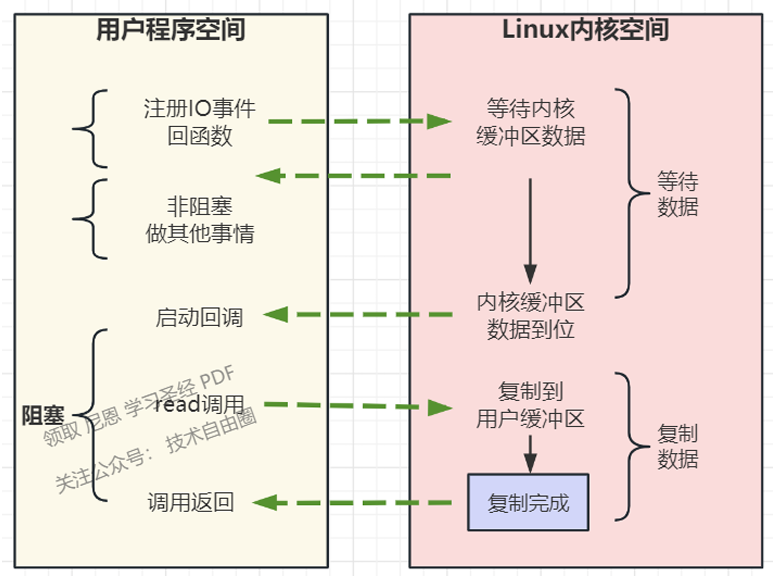 用户程序空间
Linux内核空间
注册IO事件
回函数
等待内核
缓冲区数据
等待
数据
非阻塞
做其他事情
启动回调
内核缓冲区
数据到位
阻塞
read调用
复制到
用户缓冲区
复制
数据
调用返回
复制完成
领取 尼恩 学习圣经 PDF
关注公众号： 技术自由圈